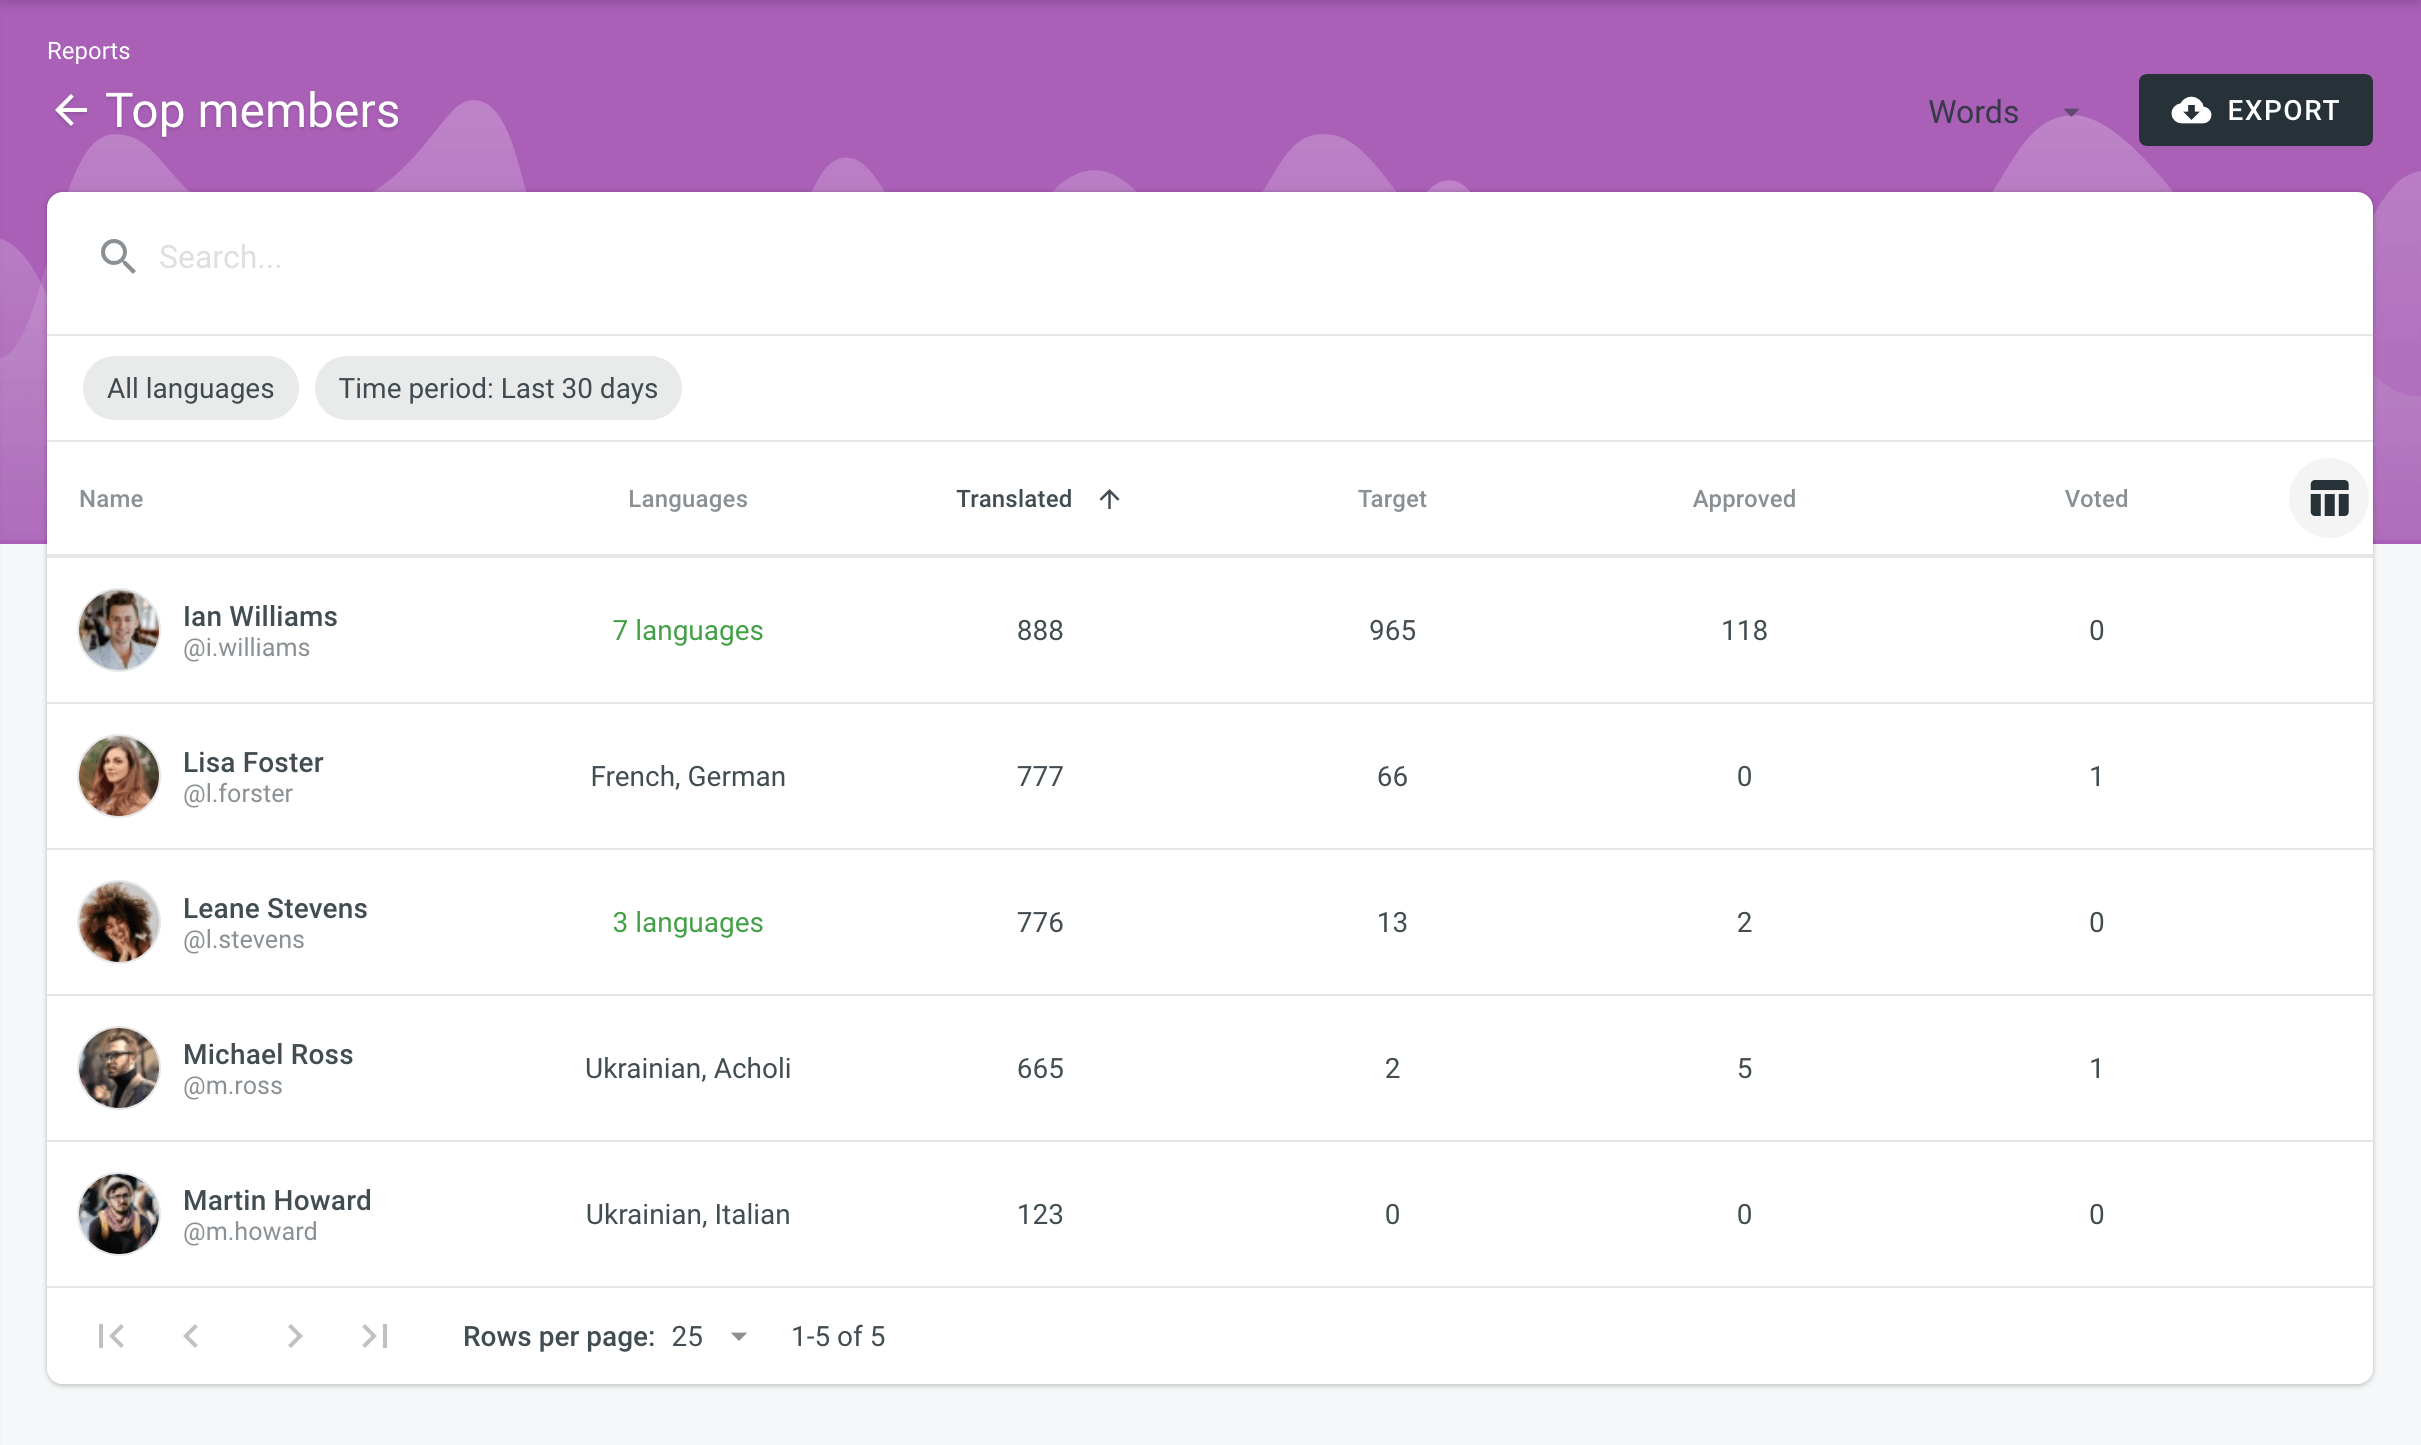 Reports
Top members
Words
EXPORT
Search...
All languages
Time period: Last 30 days
Name Languages Translated Target Approved Voted
Ian Williams
@i.williams
7 languages 888 965 118 0
Lisa Foster
@l.forster
French, German 777 66 0 1
Leane Stevens
@l.stevens
3 languages 776 13 2 0
Michael Ross
@m.ross
Ukrainian, Acholi 665 2 5 1
Martin Howard
@m.howard
Ukrainian, Italian 123 0 0 0
Rows per page: 25 1-5 of 5